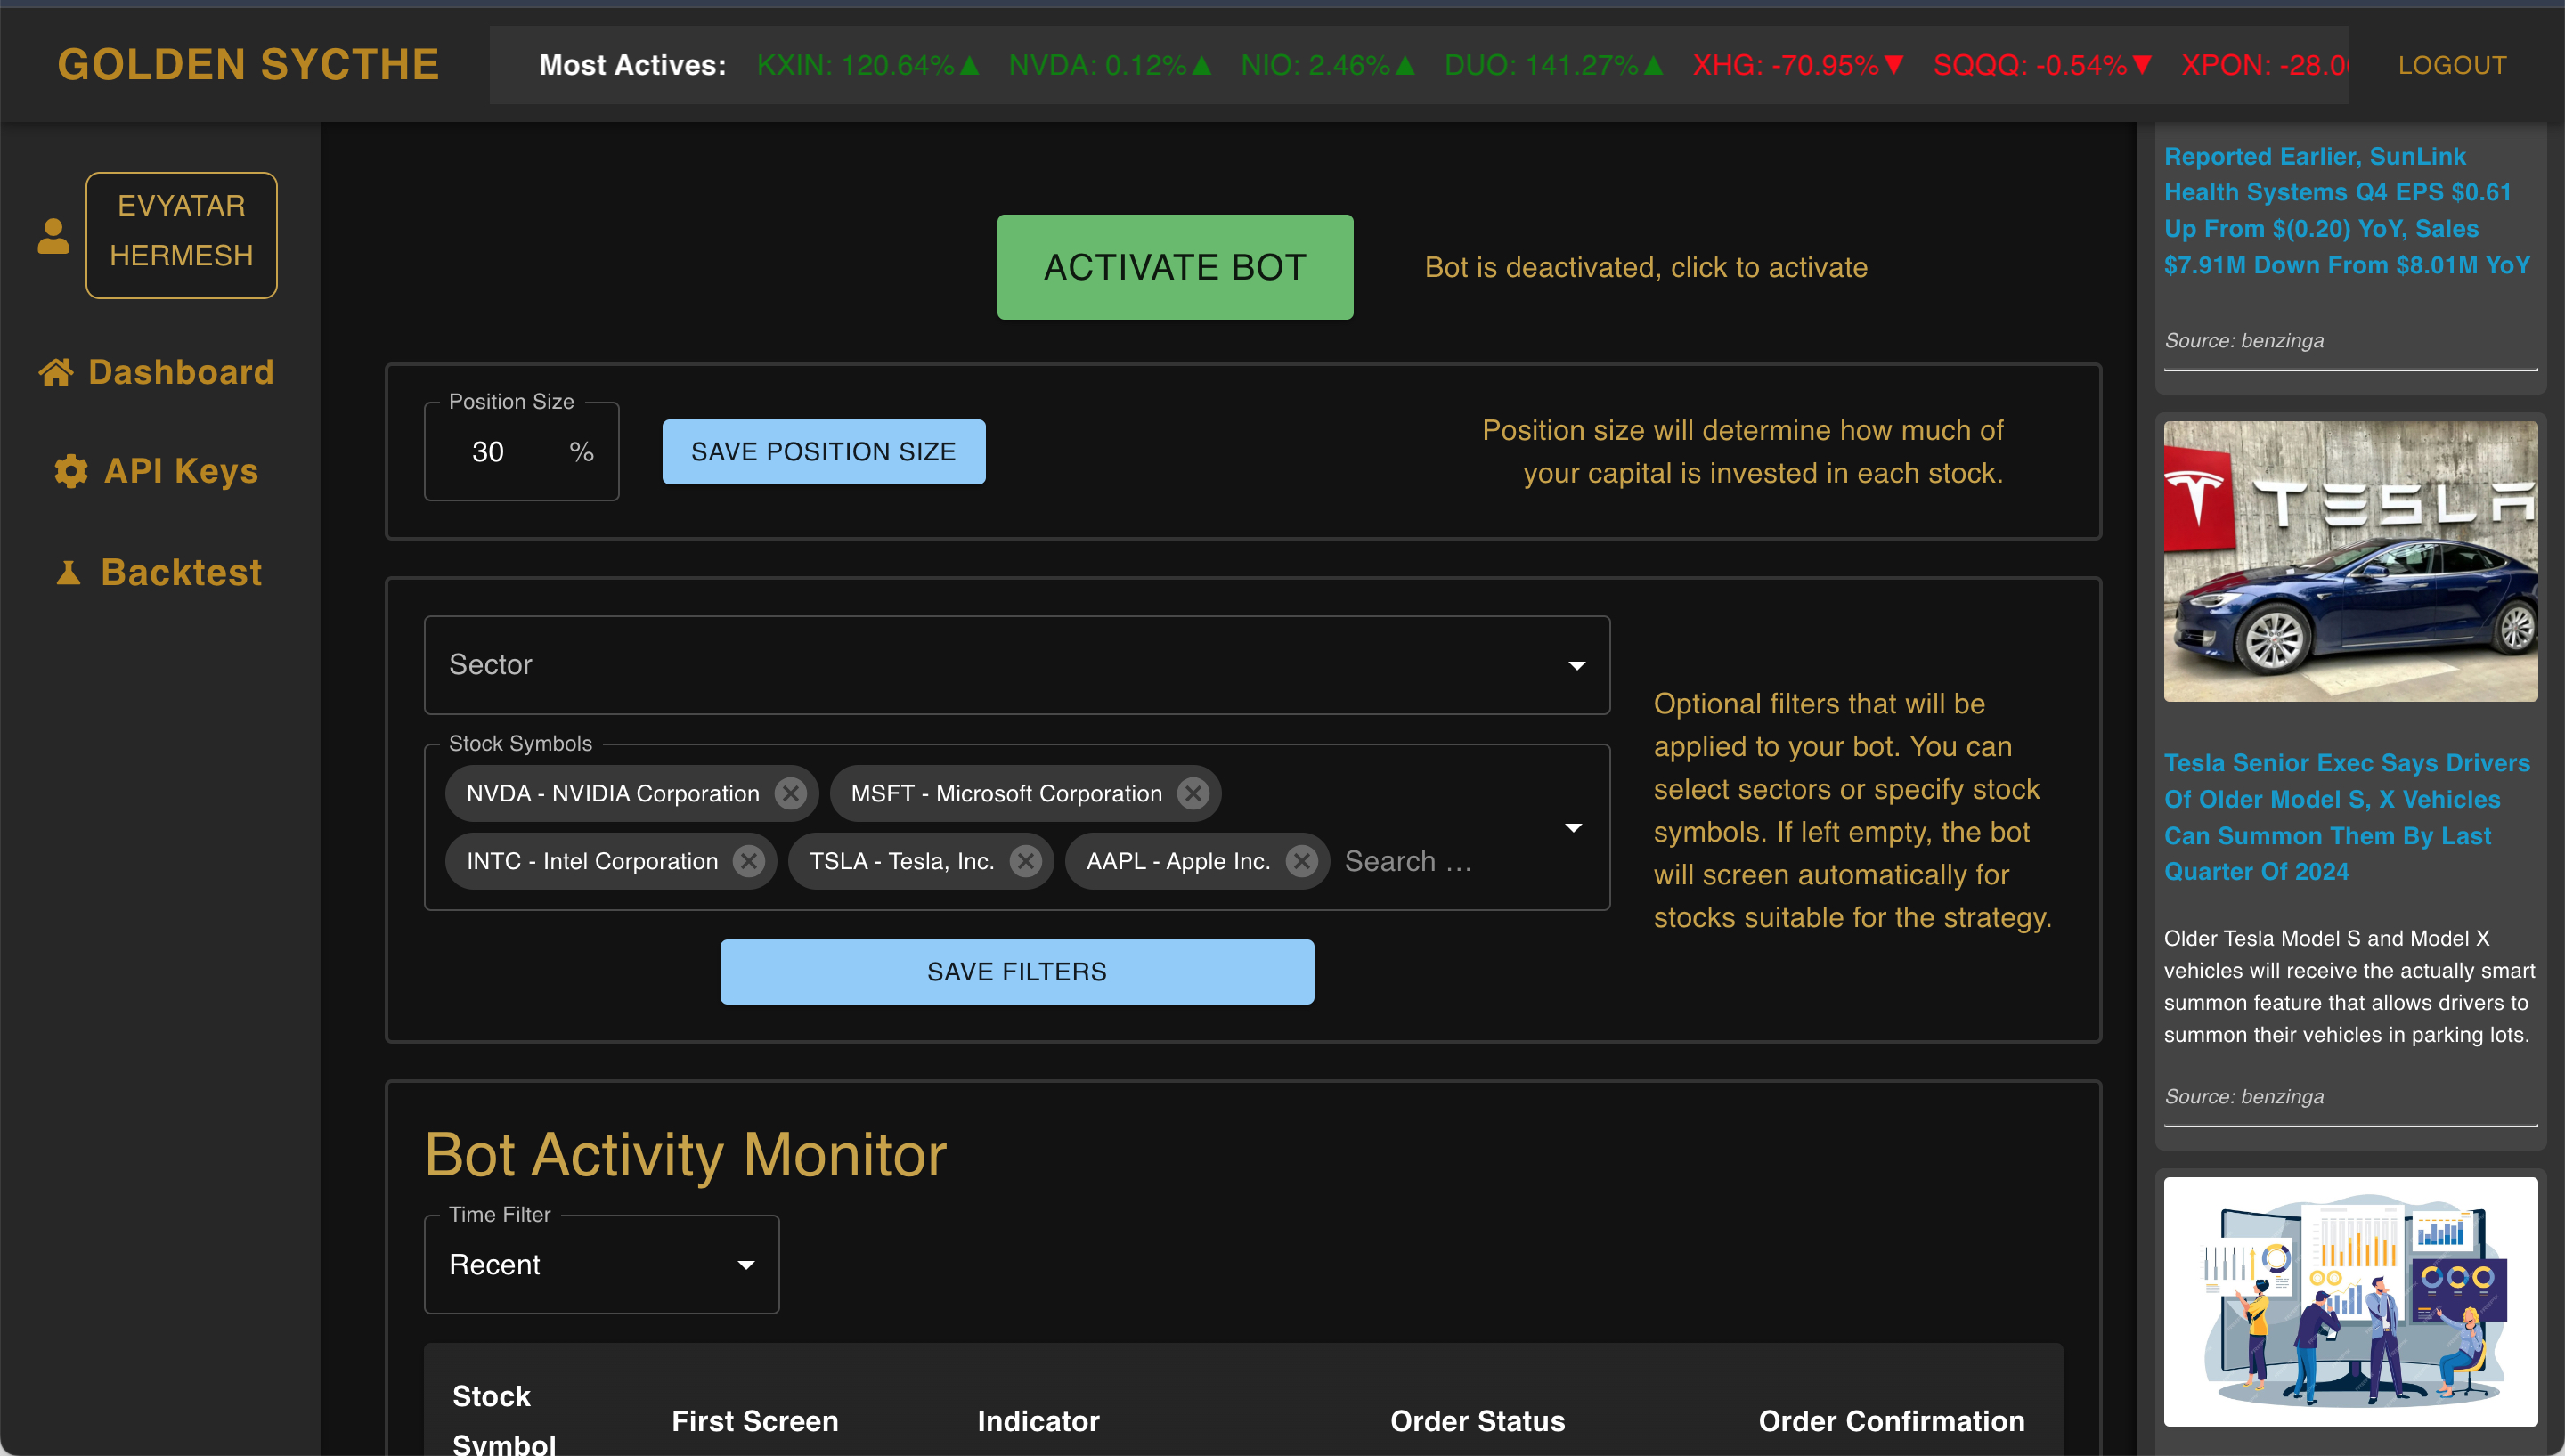 GOLDEN SYCTHE
Most Actives: KXIN: 120.64%▲ NVDA: 0.12%▲ NIO: 2.46%▲ DUO: 141.27%▲ XHG: -70.95%▼ SQQQ: -0.54%▼ XPON: -28.0
LOGOUT
EVYATAR
HERMESH
Dashboard
API Keys
Backtest
ACTIVATE BOT
Bot is deactivated, click to activate
Position Size
30 %
SAVE POSITION SIZE
Position size will determine how much of
your capital is invested in each stock.
Sector
Stock Symbols
NVDA - NVIDIA Corporation
MSFT - Microsoft Corporation
INTC - Intel Corporation
TSLA - Tesla, Inc.
AAPL - Apple Inc.
Search …
SAVE FILTERS
Optional filters that will be
applied to your bot. You can
select sectors or specify stock
symbols. If left empty, the bot
will screen automatically for
stocks suitable for the strategy.
Bot Activity Monitor
Time Filter
Recent
Stock
Symbol
First Screen
Indicator
Order Status
Order Confirmation
Reported Earlier, SunLink
Health Systems Q4 EPS $0.61
Up From $(0.20) YoY, Sales
$7.91M Down From $8.01M YoY
Source: benzinga
TESLA
Tesla Senior Exec Says Drivers
Of Older Model S, X Vehicles
Can Summon Them By Last
Quarter Of 2024
Older Tesla Model S and Model X
vehicles will receive the actually smart
summon feature that allows drivers to
summon their vehicles in parking lots.
Source: benzinga